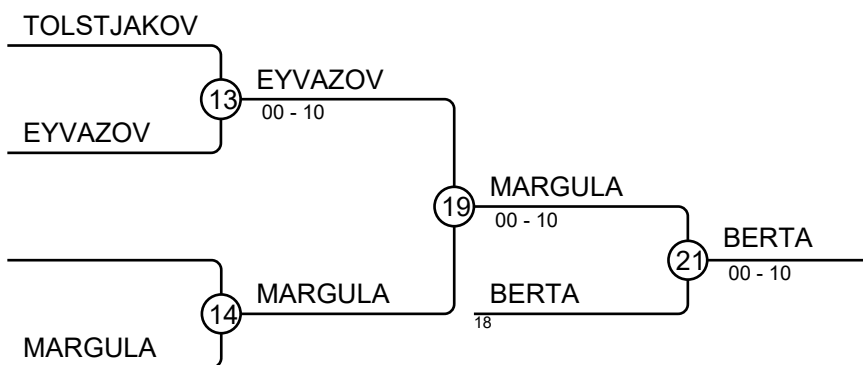 TOLSTJAKOV
13
EYVAZOV
00 - 10
EYVAZOV
19
MARGULA
00 - 10
21
BERTA
00 - 10
14
MARGULA
BERTA
18
MARGULA